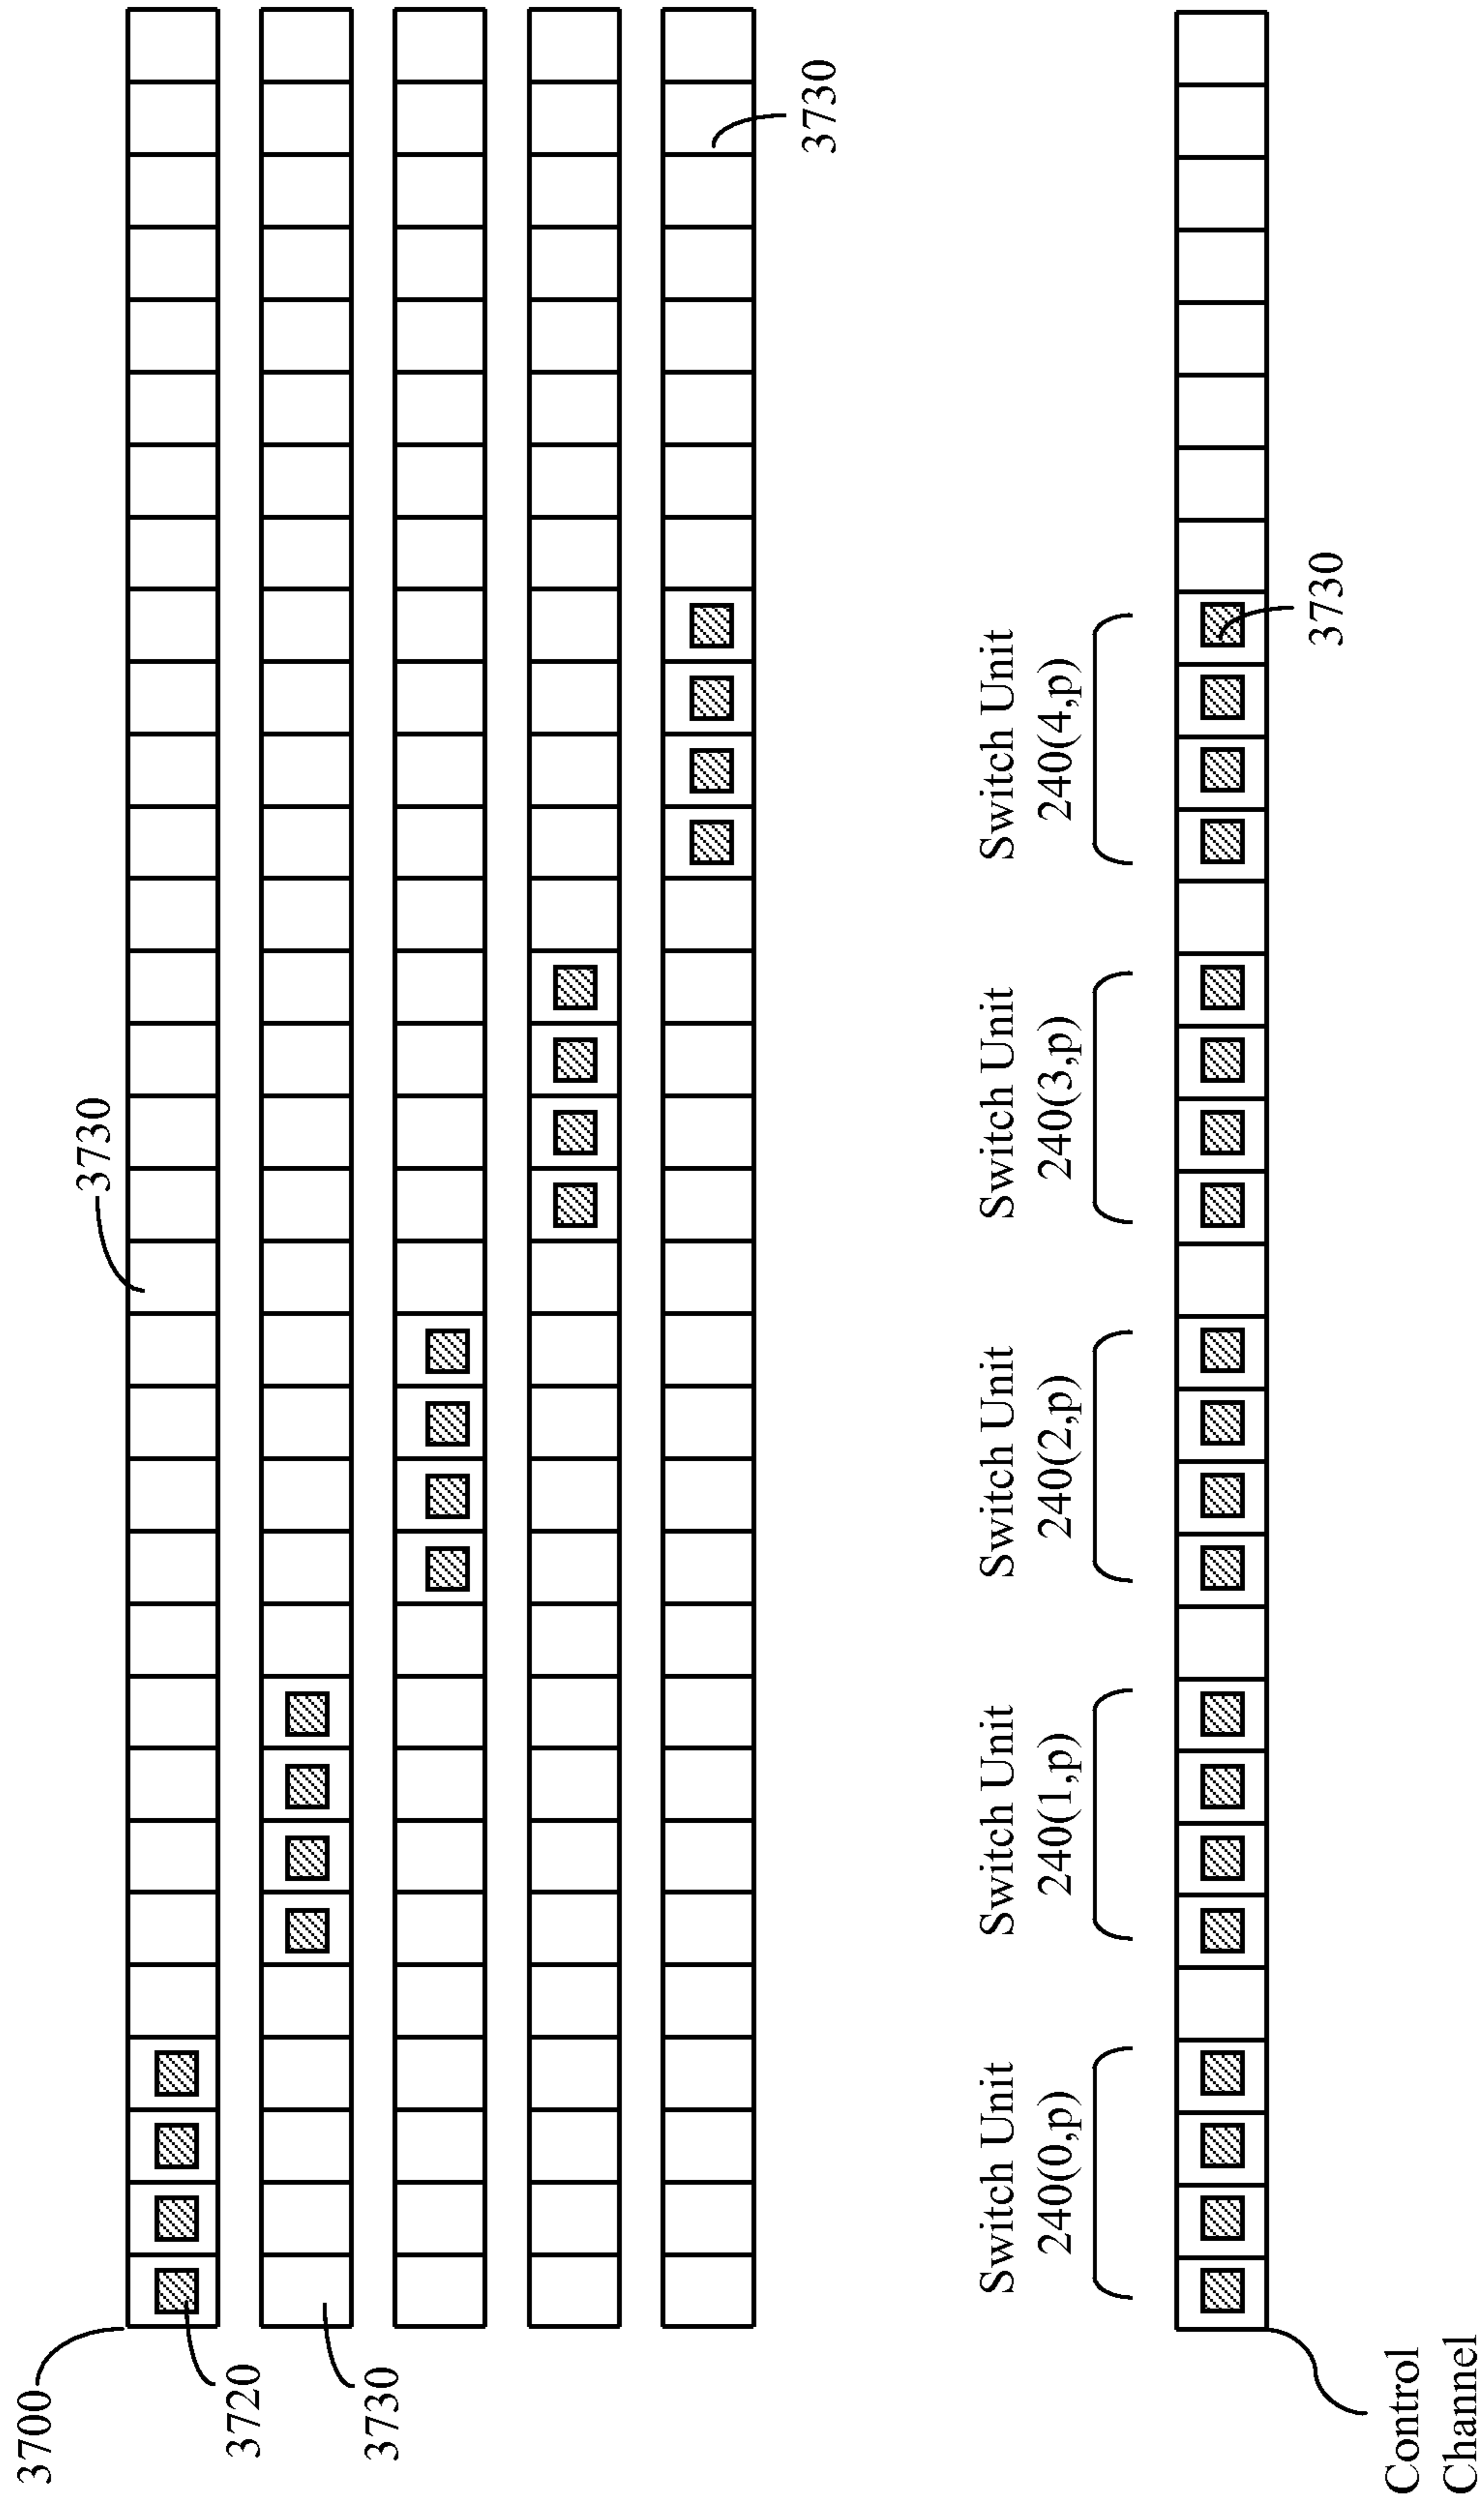 3700
3720
3730
3730
3730
Switch Unit
240(0,p)
Switch Unit
240(1,p)
Switch Unit
240(2,p)
Switch Unit
240(3,p)
Switch Unit
240(4,p)
3730
Control
Channel